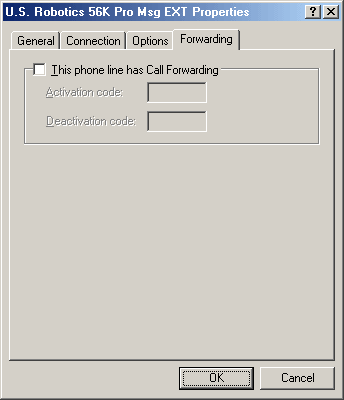 U.S. Robotics 56K Pro Msg EXT Properties
General Connection Options Forwarding
This phone line has Call Forwarding
Activation code:
Deactivation code:
OK Cancel